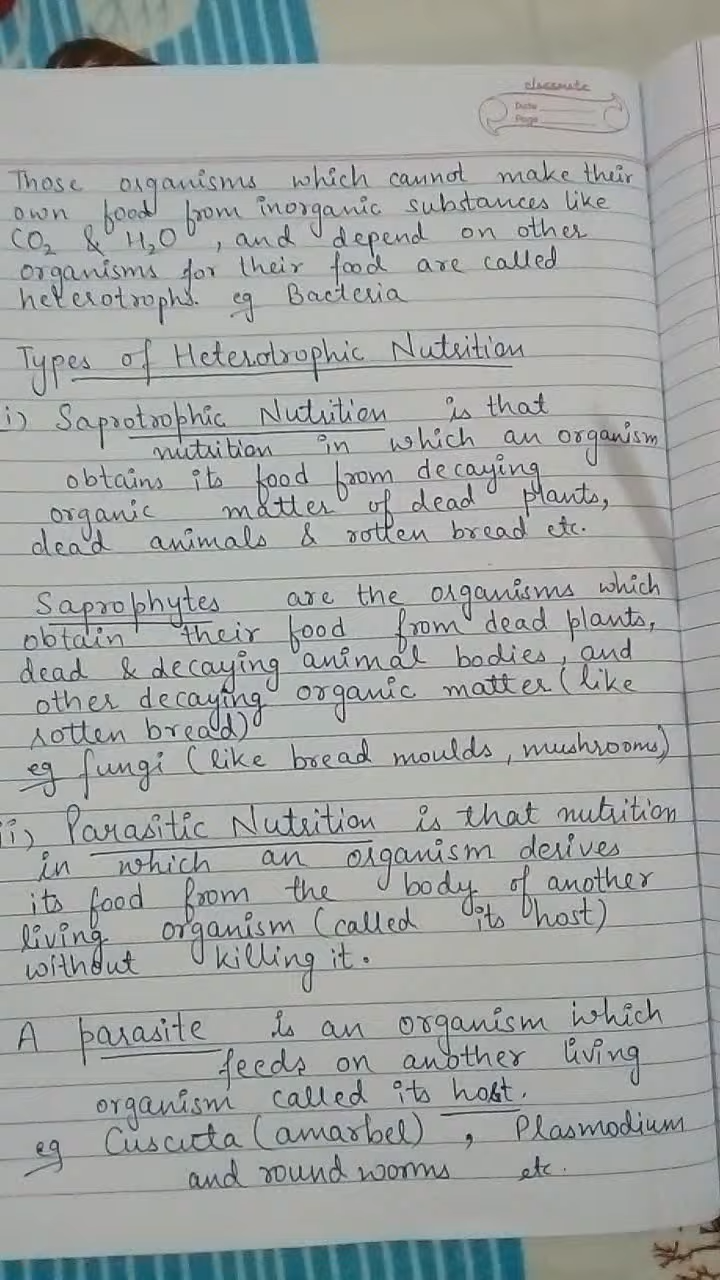 classmate
Date
Page
Those organisms which cannot make their
own food from inorganic substances like
CO2 & H2O , and depend on other
organisms for their food are called
heterotrophs. eg Bacteria
Types of Heterotrophic Nutrition
i) Saprotrophic Nutrition is that
nutrition in which an organism
obtains its food from decaying
organic matter of dead plants,
dead animals & rotten bread etc.
Saprophytes are the organisms which
obtain their food from dead plants,
dead & decaying animal bodies, and
other decaying organic matter (like
rotten bread)
eg fungi (like bread moulds, mushrooms)
ii) Parasitic Nutrition is that nutrition
in which an organism derives
its food from the body of another
living organism (called its host)
without killing it.
A parasite is an organism which
feeds on another living
organism called its host.
eg Cuscuta (amarbel) , Plasmodium
and round worms etc.